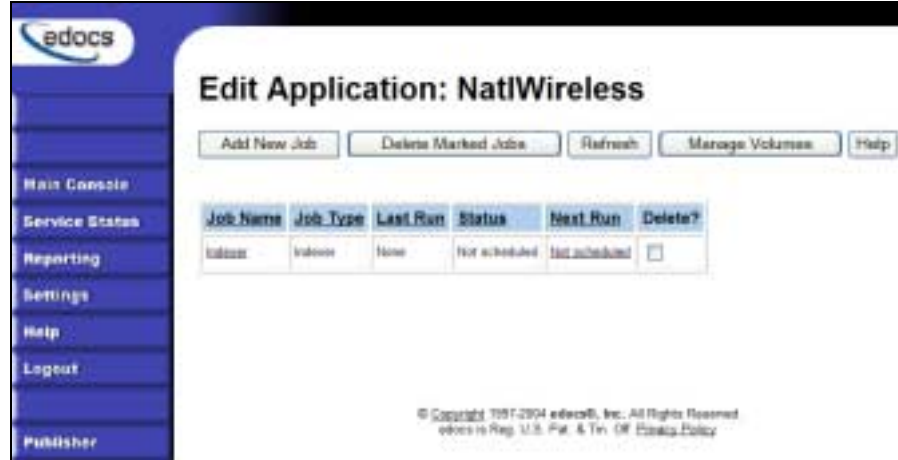 edocs
Edit Application: NatlWireless
Add New Job Delete Marked Jobs Refresh Manage Volumes Help
Main Console
Service Status
Reporting
Settings
Help
Logout
Publisher
Job Name Job Type Last Run Status Next Run Delete?
Indexer Indexer None Not scheduled Not scheduled
© Copyright 1997-2004 edocs®, Inc. All Rights Reserved.
edocs is Reg. U.S. Pat. & Tm. Off. Privacy Policy